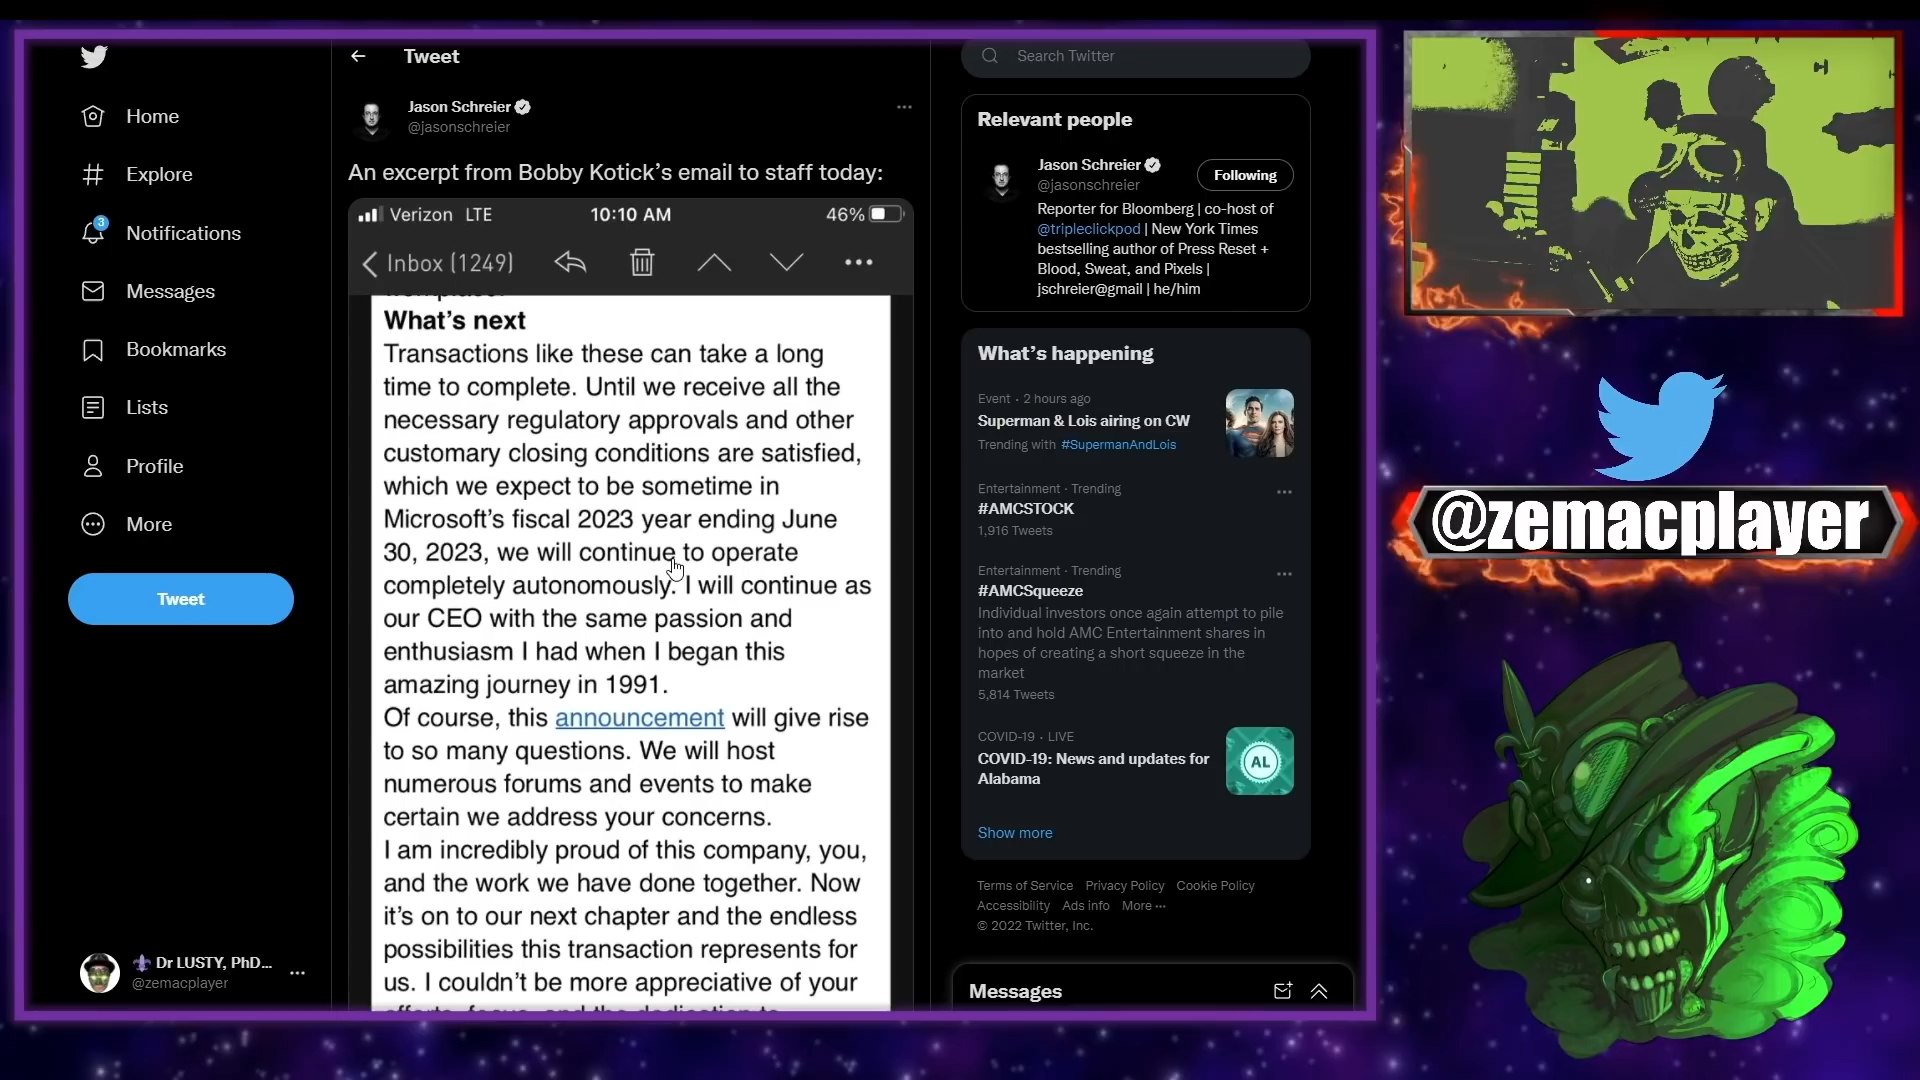 Home
Explore
3
Notifications
Messages
Bookmarks
Lists
Profile
More
Tweet
Dr LUSTY, PhD...
@zemacplayer
Tweet
Jason Schreier
@jasonschreier
An excerpt from Bobby Kotick’s email to staff today:
Verizon LTE 10:10 AM 46%
Inbox (1249)
What’s next
Transactions like these can take a long
time to complete. Until we receive all the
necessary regulatory approvals and other
customary closing conditions are satisfied,
which we expect to be sometime in
Microsoft’s fiscal 2023 year ending June
30, 2023, we will continue to operate
completely autonomously. I will continue as
our CEO with the same passion and
enthusiasm I had when I began this
amazing journey in 1991.
Of course, this announcement will give rise
to so many questions. We will host
numerous forums and events to make
certain we address your concerns.
I am incredibly proud of this company, you,
and the work we have done together. Now
it’s on to our next chapter and the endless
possibilities this transaction represents for
us. I couldn’t be more appreciative of your
Search Twitter
Relevant people
Jason Schreier
@jasonschreier
Following
Reporter for Bloomberg | co-host of
@tripleclickpod | New York Times
bestselling author of Press Reset +
Blood, Sweat, and Pixels |
jschreier@gmail | he/him
What’s happening
Event · 2 hours ago
Superman & Lois airing on CW
Trending with #SupermanAndLois
Entertainment · Trending
#AMCSTOCK
1,916 Tweets
Entertainment · Trending
#AMCSqueeze
Individual investors once again attempt to pile
into and hold AMC Entertainment shares in
hopes of creating a short squeeze in the
market
5,814 Tweets
COVID-19 · LIVE
COVID-19: News and updates for
Alabama
AL
Show more
Terms of Service Privacy Policy Cookie Policy
Accessibility Ads info More ···
© 2022 Twitter, Inc.
Messages
@zemacplayer